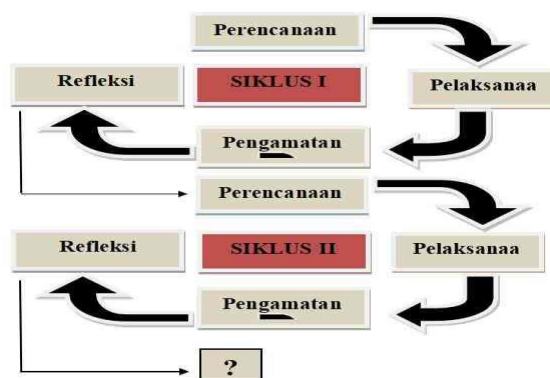 Perencanaan
Refleksi
SIKLUS I
Pelaksanaa
Pengamatan
Perencanaan
Refleksi
SIKLUS II
Pelaksanaa
Pengamatan
?